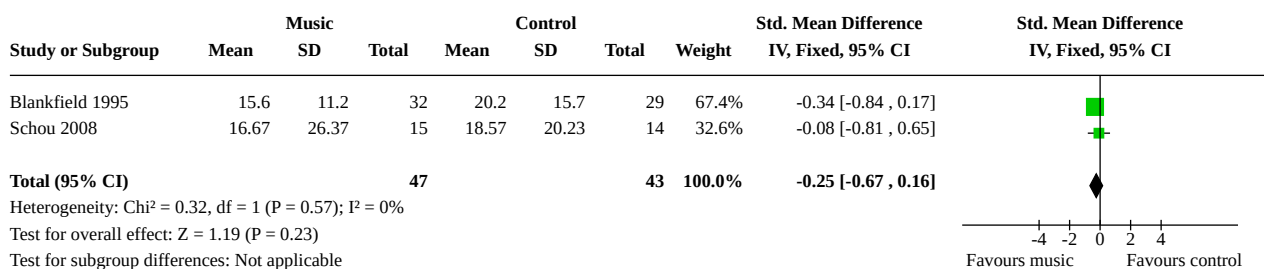 Music Control Std. Mean Difference Std. Mean Difference
Study or Subgroup Mean SD Total Mean SD Total Weight IV, Fixed, 95% CI IV, Fixed, 95% CI
Blankfield 1995 15.6 11.2 32 20.2 15.7 29 67.4% -0.34 [-0.84 , 0.17]
Schou 2008 16.67 26.37 15 18.57 20.23 14 32.6% -0.08 [-0.81 , 0.65]
Total (95% CI) 47 43 100.0% -0.25 [-0.67 , 0.16]
Heterogeneity: Chi² = 0.32, df = 1 (P = 0.57); I² = 0%
Test for overall effect: Z = 1.19 (P = 0.23) -4 -2 0 2 4
Test for subgroup differences: Not applicable Favours music Favours control